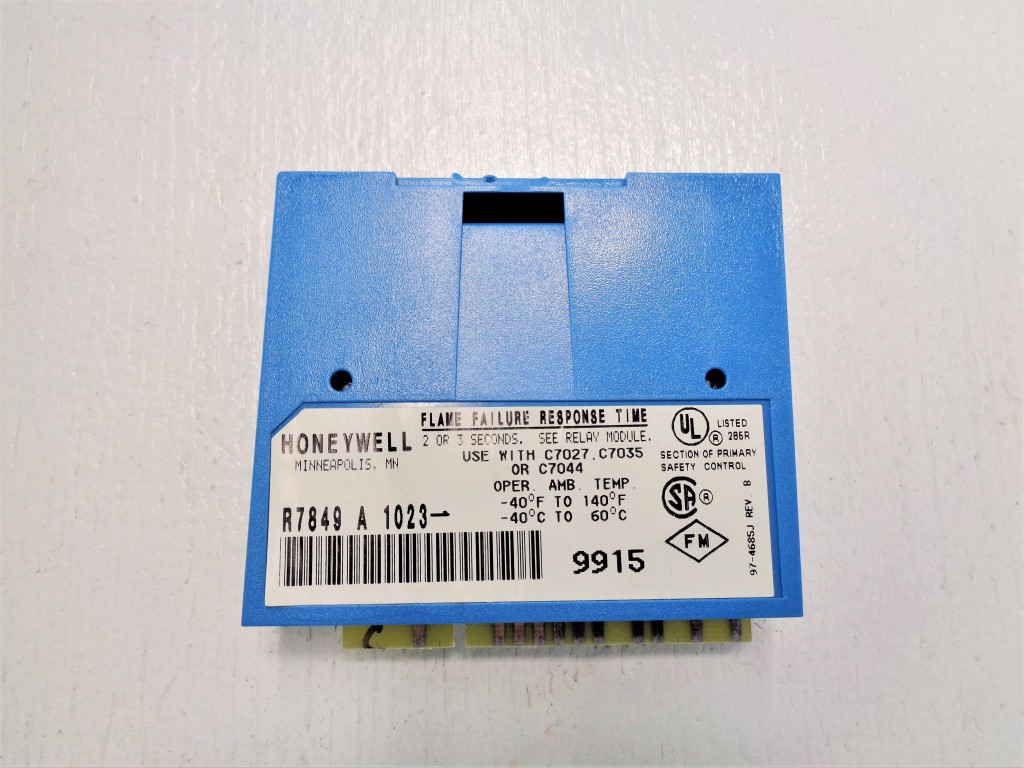 FLAME FAILURE RESPONSE TIME
2 OR 3 SECONDS. SEE RELAY MODULE.
HONEYWELL
MINNEAPOLIS, MN
USE WITH C7027, C7035
OR C7044
OPER. AMB. TEMP.
-40°F TO 140°F
-40°C TO 60°C
R7849 A 1023
9915
UL ® LISTED
286R
SECTION OF PRIMARY
SAFETY CONTROL
SA ®
FM
97-4685J REV. B
C